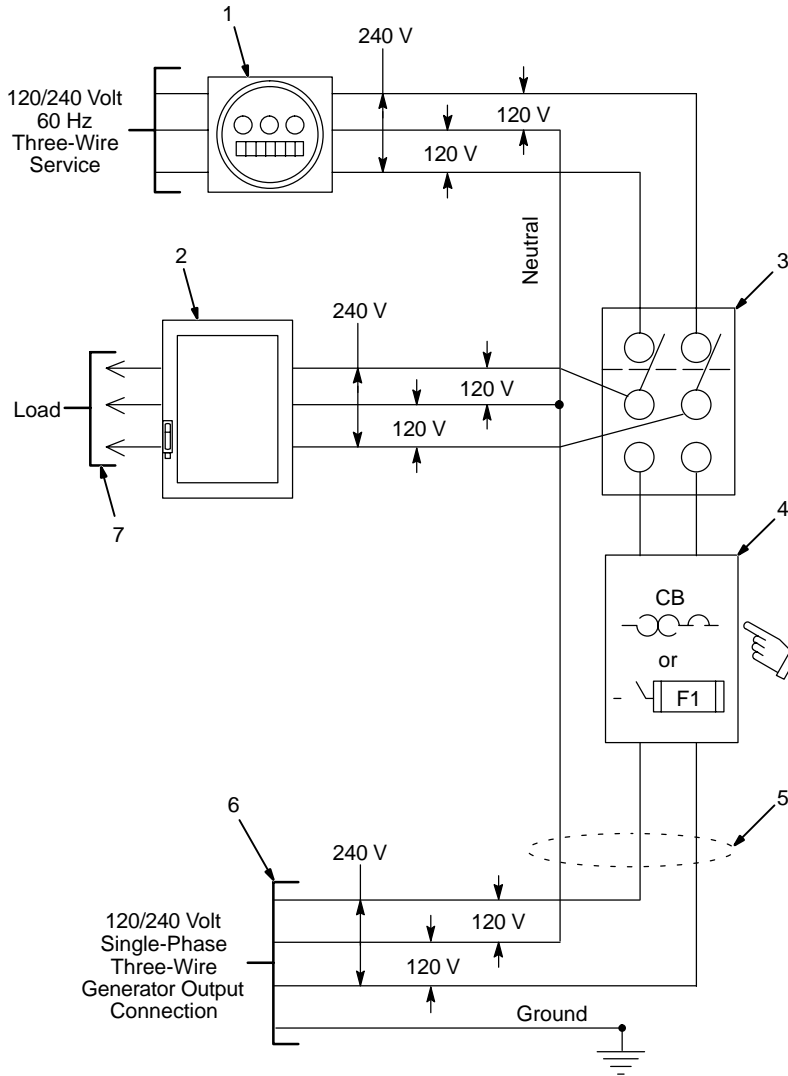 1
240 V
120/240 Volt
60 Hz
Three-Wire
Service
120 V
120 V
Neutral
2
3
240 V
120 V
Load
120 V
7
4
CB
or
F1
5
6
240 V
120/240 Volt
Single-Phase
Three-Wire
Generator Output
Connection
120 V
120 V
Ground